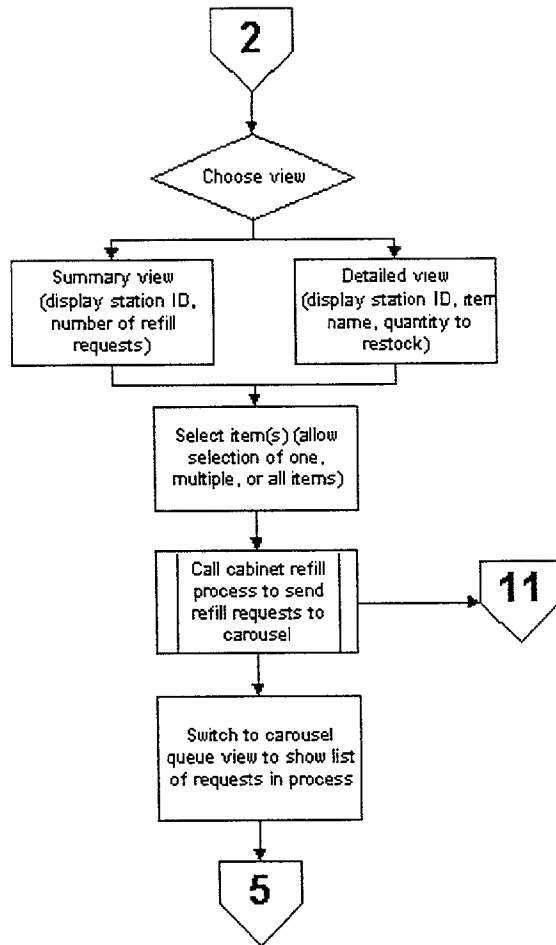 2
Choose view
Summary view
(display station ID,
number of refill
requests)
Detailed view
(display station ID, item
name, quantity to
restock)
Select item(s) (allow
selection of one,
multiple, or all items)
Call cabinet refill
process to send
refill requests to
carousel
11
Switch to carousel
queue view to show list
of requests in process
5